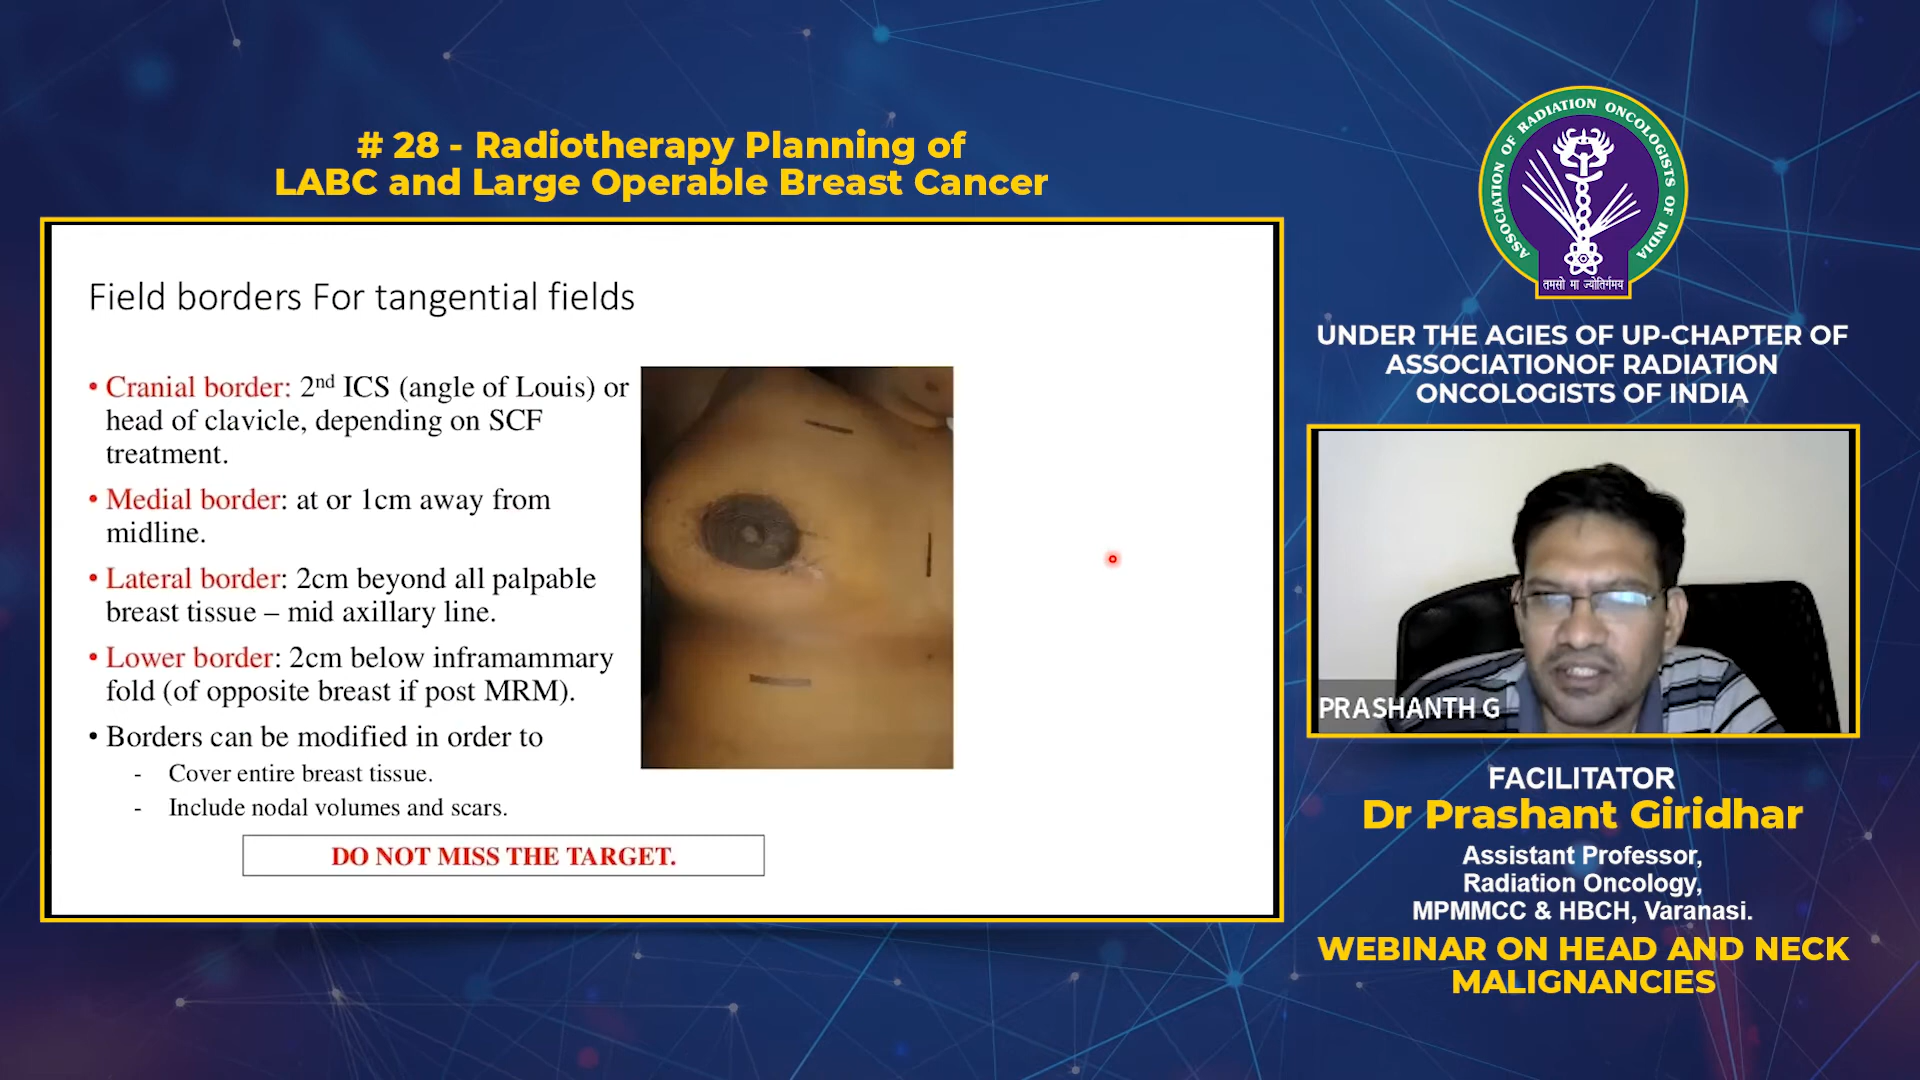 # 28 - Radiotherapy Planning of
LABC and Large Operable Breast Cancer
Field borders For tangential fields
• Cranial border: 2nd ICS (angle of Louis) or
head of clavicle, depending on SCF
treatment.
• Medial border: at or 1cm away from
midline.
• Lateral border: 2cm beyond all palpable
breast tissue – mid axillary line.
• Lower border: 2cm below inframammary
fold (of opposite breast if post MRM).
• Borders can be modified in order to
- Cover entire breast tissue.
- Include nodal volumes and scars.
DO NOT MISS THE TARGET.
ASSOCIATION OF RADIATION ONCOLOGISTS OF INDIA
तमसो मा ज्योतिर्गमय
UNDER THE AGIES OF UP-CHAPTER OF
ASSOCIATIONOF RADIATION
ONCOLOGISTS OF INDIA
PRASHANTH G
FACILITATOR
Dr Prashant Giridhar
Assistant Professor,
Radiation Oncology,
MPMMCC & HBCH, Varanasi.
WEBINAR ON HEAD AND NECK
MALIGNANCIES